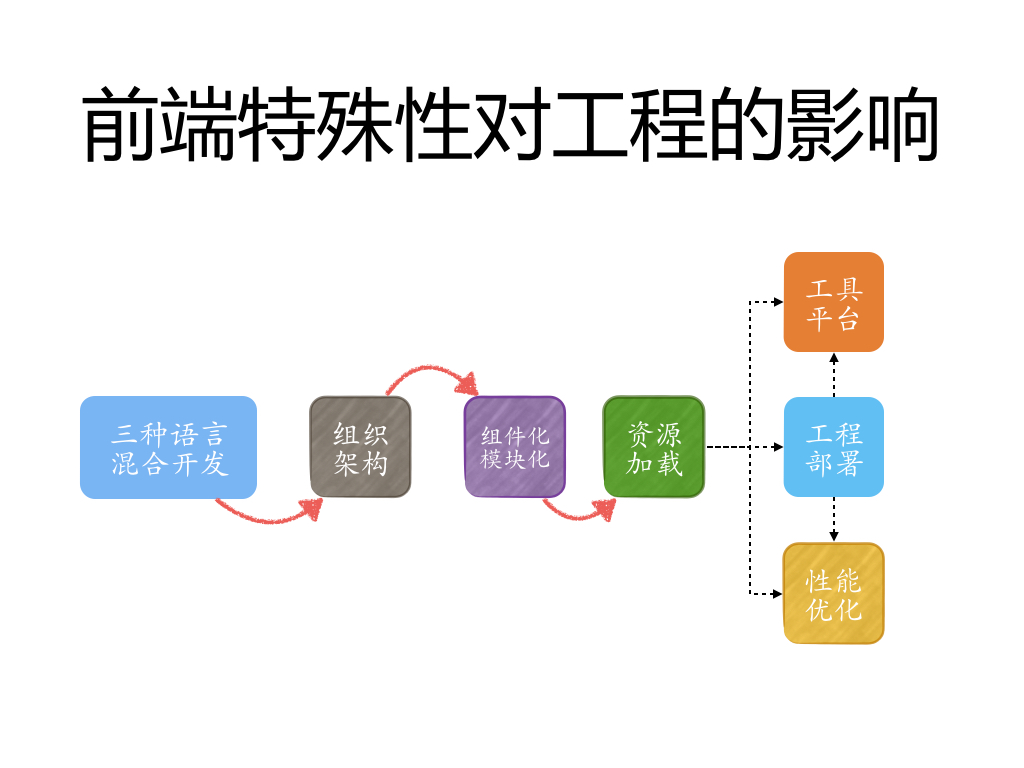 前端特殊性对工程的影响
三种语言
混合开发
组织
架构
组件化
模块化
资源
加载
工具
平台
工程
部署
性能
优化